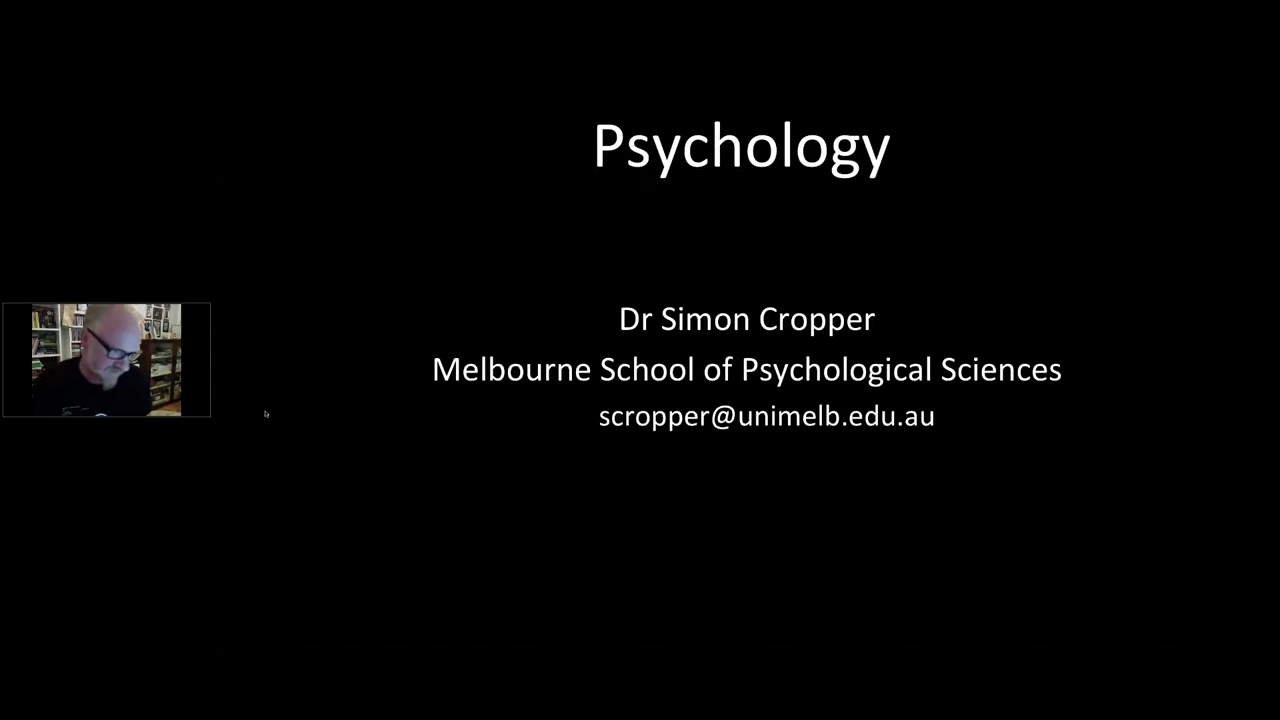 Psychology
Dr Simon Cropper
Melbourne School of Psychological Sciences
scropper@unimelb.edu.au